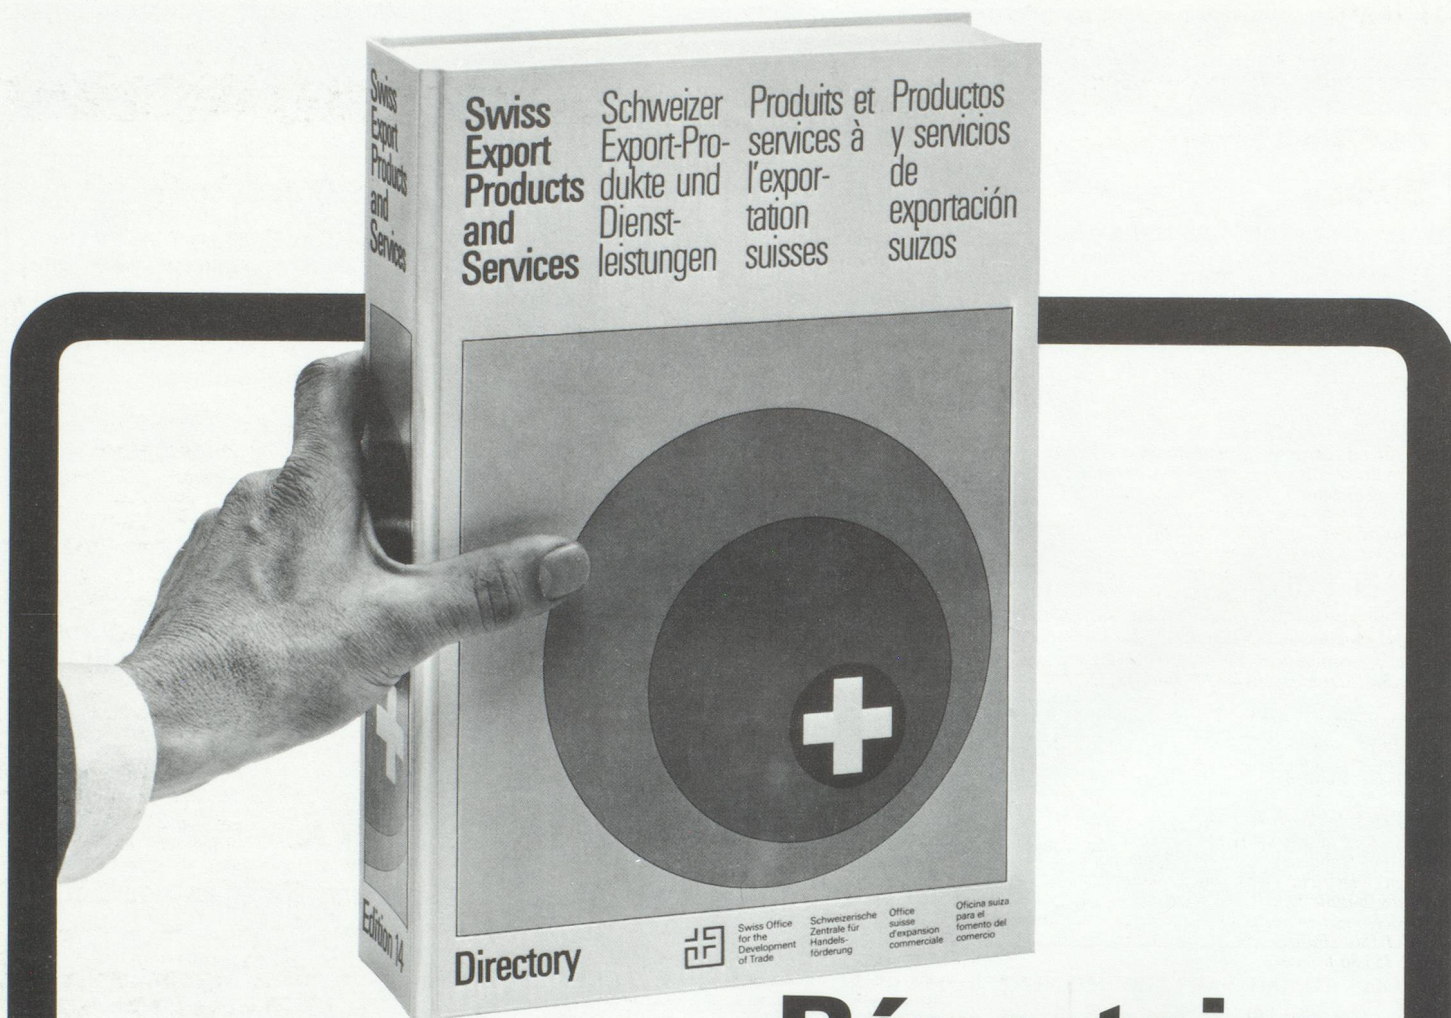 Swiss
Export
Products
and
Services
Swiss
Export
Products
and
Services
Schweizer
Export-Pro-
dukte und
Dienst-
leistungen
Produits et
services à
l'expor-
tation
suisses
Productos
y servicios
de
exportación
suizos
Edition 14
Directory
Swiss Office
for the
Development
of Trade
Schweizerische
Zentrale für
Handels-
förderung
Office
suisse
d'expansion
commerciale
Oficina suiza
para el
fomento del
comercio